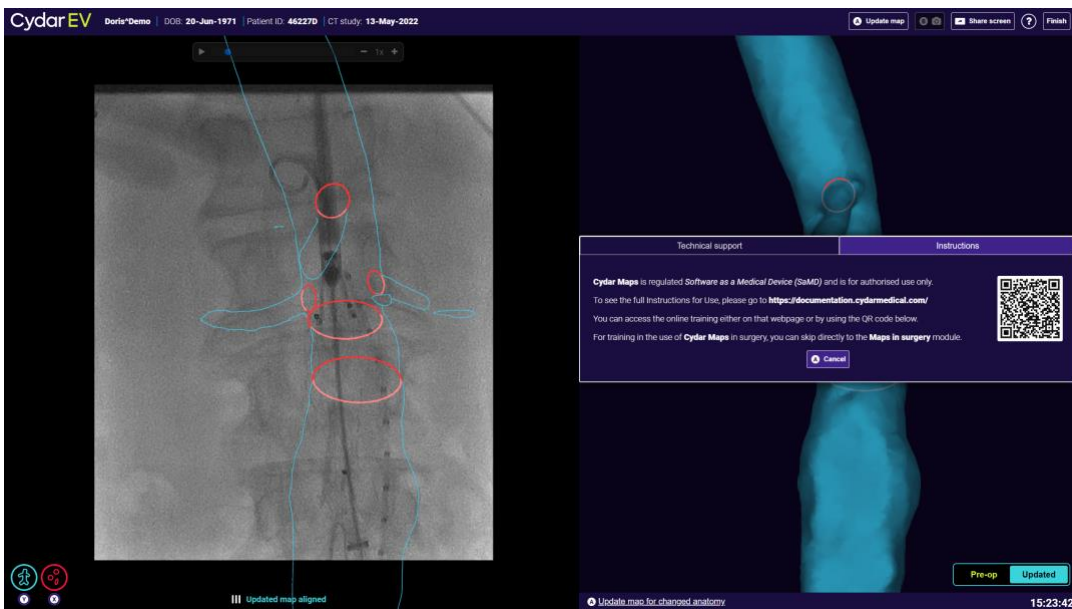 Cydar EV Doris^Demo | DOB: 20-Jun-1971 | Patient ID: 46227D | CT study: 13-May-2022
A Update map B Share screen ? Finish
1x
Technical support Instructions
Cydar Maps is regulated Software as a Medical Device (SaMD) and is for authorised use only.
To see the full Instructions for Use, please go to https://documentation.cydarmedical.com/
You can access the online training either on that webpage or by using the QR code below.
For training in the use of Cydar Maps in surgery, you can skip directly to the Maps in surgery module.
A Cancel
Pre-op Updated
Y X
Updated map aligned
A Update map for changed anatomy
15:23:42